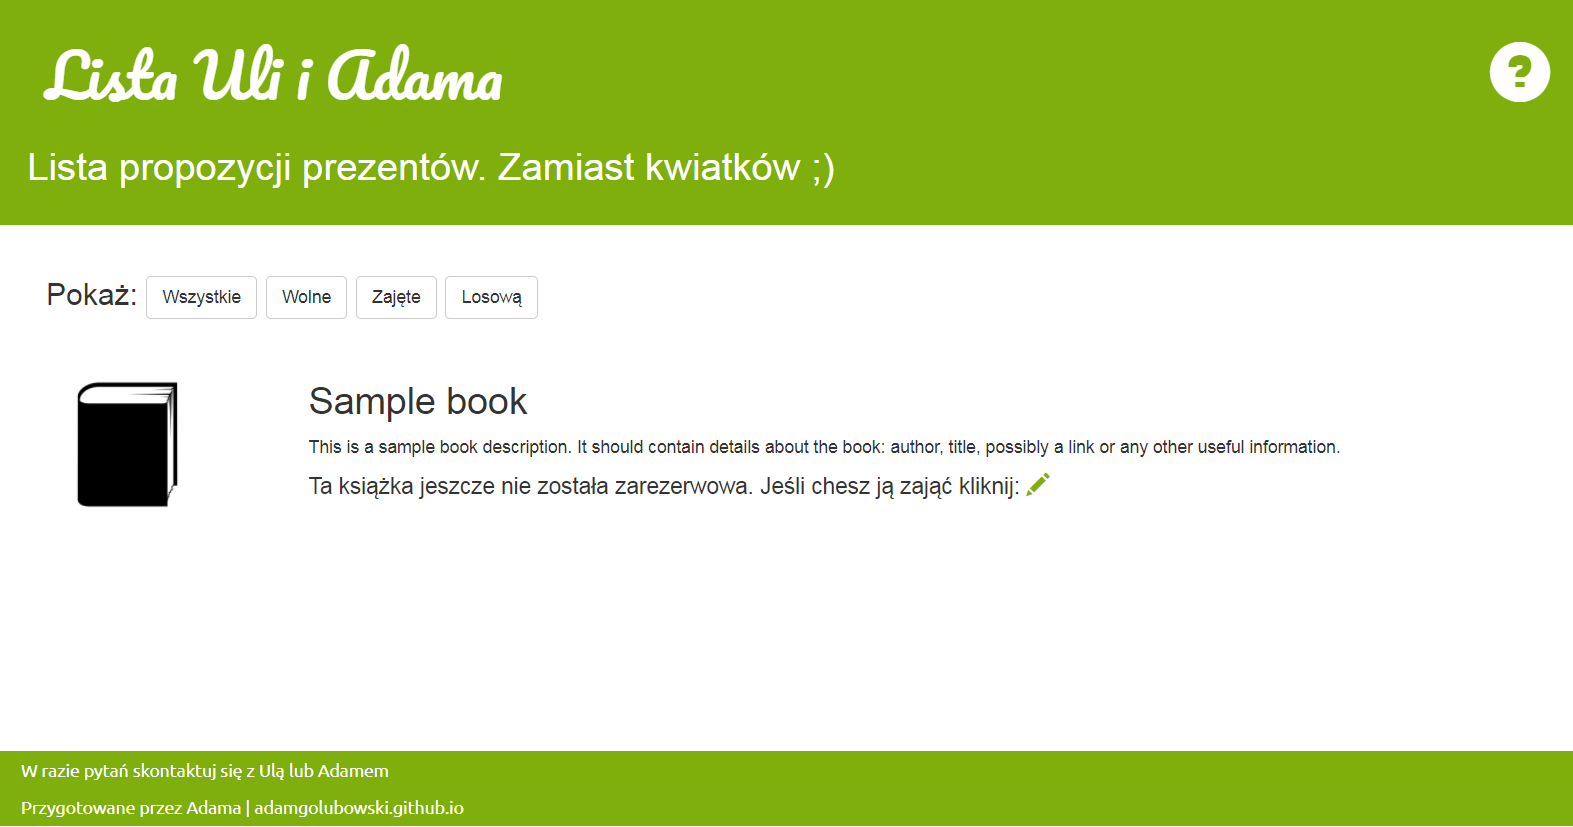 Lista Uli i Adama
?
Lista propozycji prezentów. Zamiast kwiatków ;)
Pokaż: Wszystkie Wolne Zajęte Losową
Sample book
This is a sample book description. It should contain details about the book: author, title, possibly a link or any other useful information.
Ta książka jeszcze nie została zarezerwowa. Jeśli chesz ją zająć kliknij:
W razie pytań skontaktuj się z Ulą lub Adamem
Przygotowane przez Adama | adamgolubowski.github.io